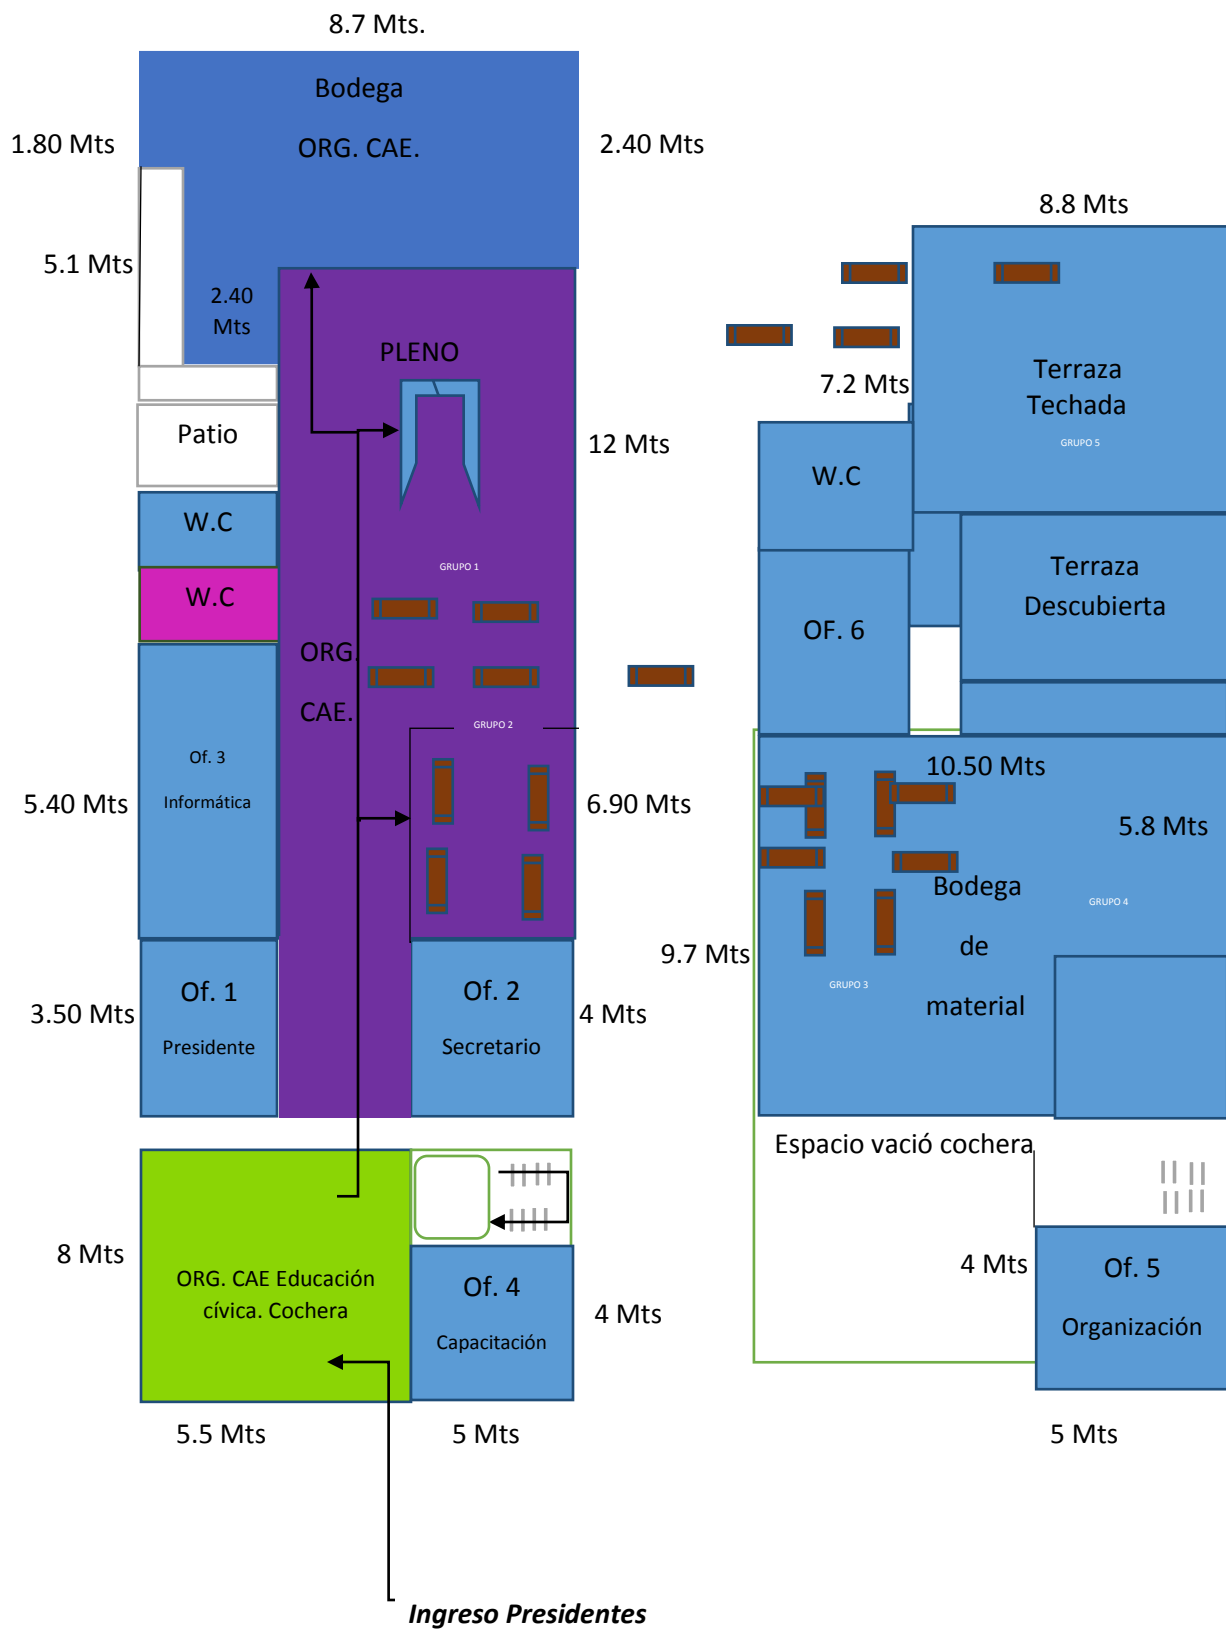 8.7 Mts.
Bodega
ORG. CAE.
1.80 Mts
2.40 Mts
5.1 Mts
2.40
Mts
PLENO
12 Mts
Patio
W.C
W.C
GRUPO 1
ORG.
CAE.
GRUPO 2
Of. 3
Informática
5.40 Mts
6.90 Mts
Of. 1
Presidente
3.50 Mts
Of. 2
Secretario
4 Mts
8 Mts
ORG. CAE Educación
cívica. Cochera
Of. 4
Capacitación
4 Mts
5.5 Mts
5 Mts
Ingreso Presidentes
8.8 Mts
7.2 Mts
Terraza
Techada
GRUPO 5
W.C
Terraza
Descubierta
OF. 6
10.50 Mts
5.8 Mts
Bodega
de
material
GRUPO 4
GRUPO 3
9.7 Mts
Espacio vació cochera
4 Mts
Of. 5
Organización
5 Mts